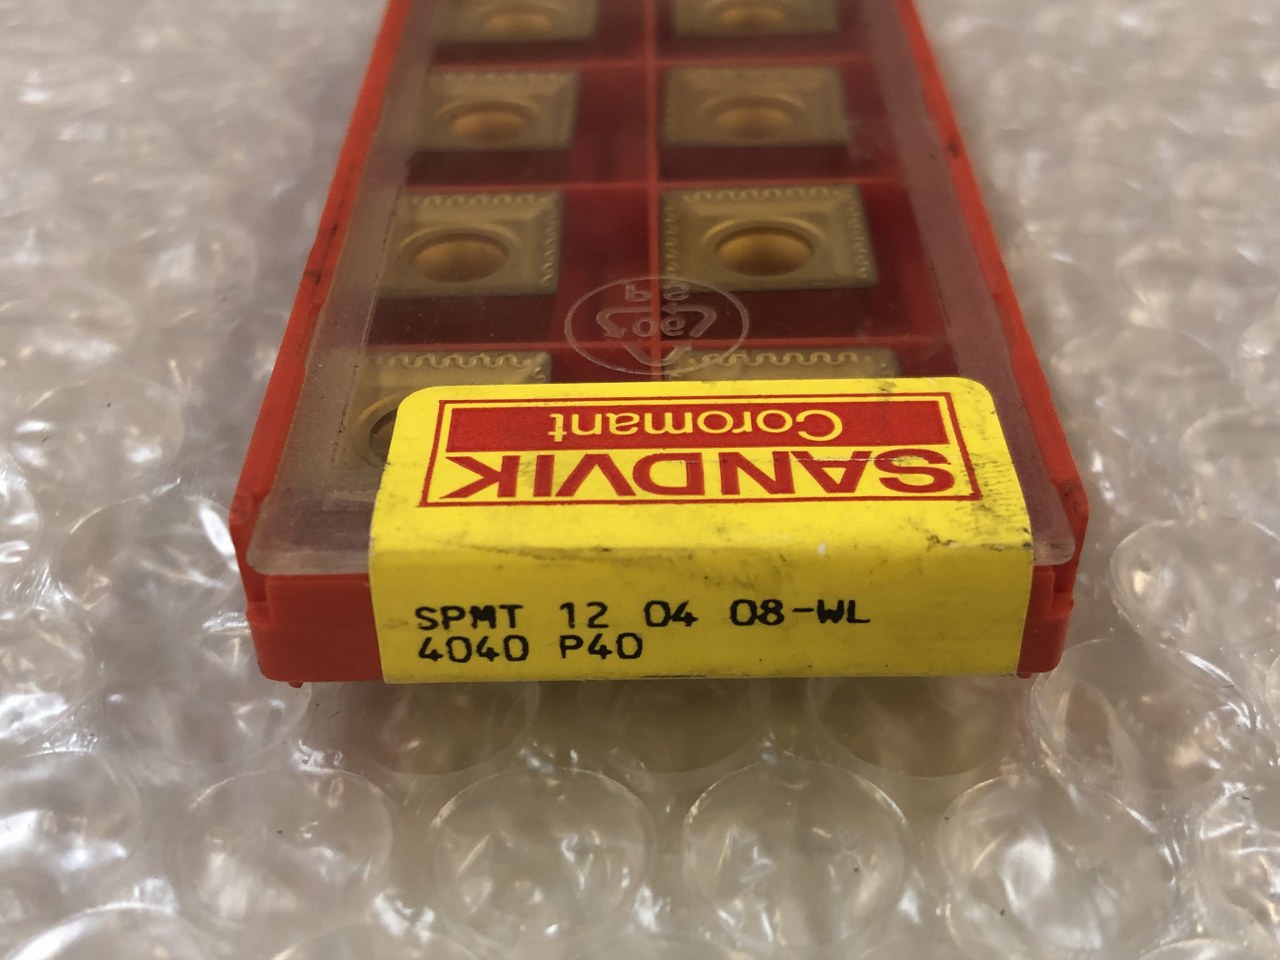 SANDVIK
Coromant
SPMT 12 04 08-WL
4040 P40